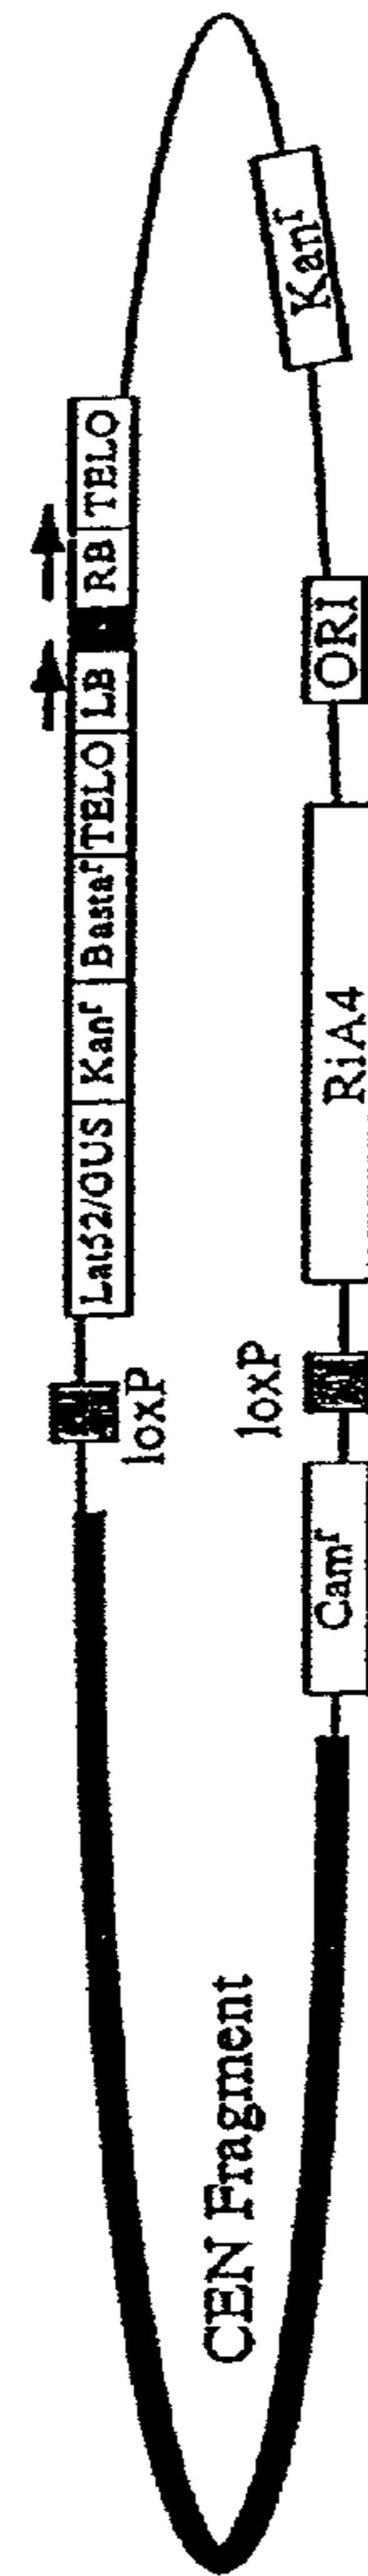 Lat52/GUS Kanʳ Bastaʳ TELO LB RB TELO
loxP
Kanʳ
CEN Fragment
loxP
Camʳ
RiA4
ORI